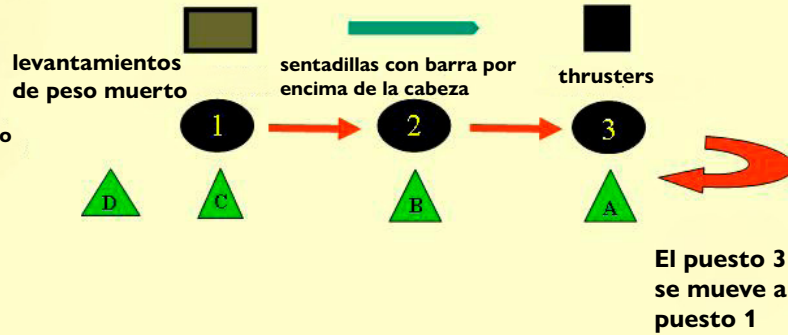 levantamientos
de peso muerto
sentadillas con barra por
encima de la cabeza
thrusters
o
1
2
3
D
C
B
A
El puesto 3
se mueve a
puesto 1